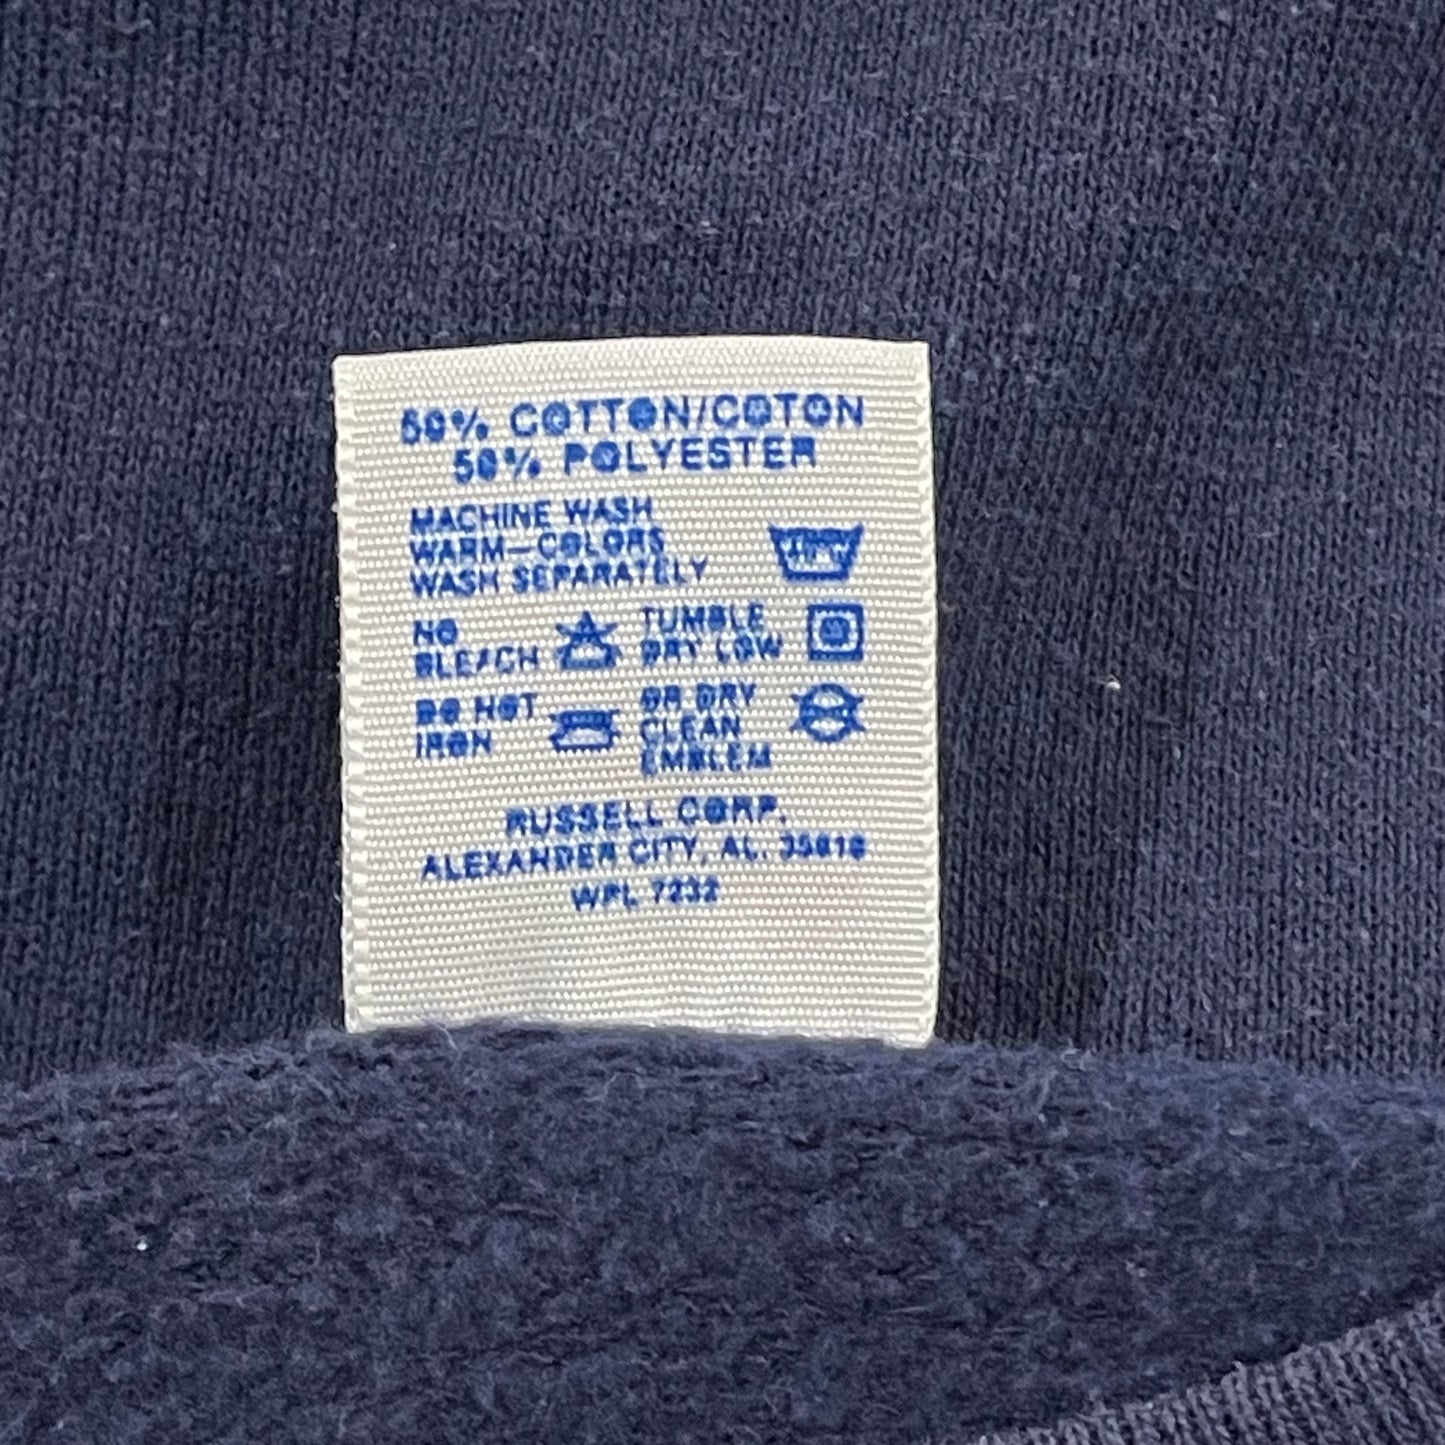 50% COTTON/COTON
50% POLYESTER
MACHINE WASH
WARM—COLORS
WASH SEPARATELY
NO
BLEACH
TUMBLE
DRY LOW
DO NOT
IRON
OR DRY
CLEAN
EMBLEM
RUSSELL CORP.
ALEXANDER CITY, AL. 35010
WPL 7232